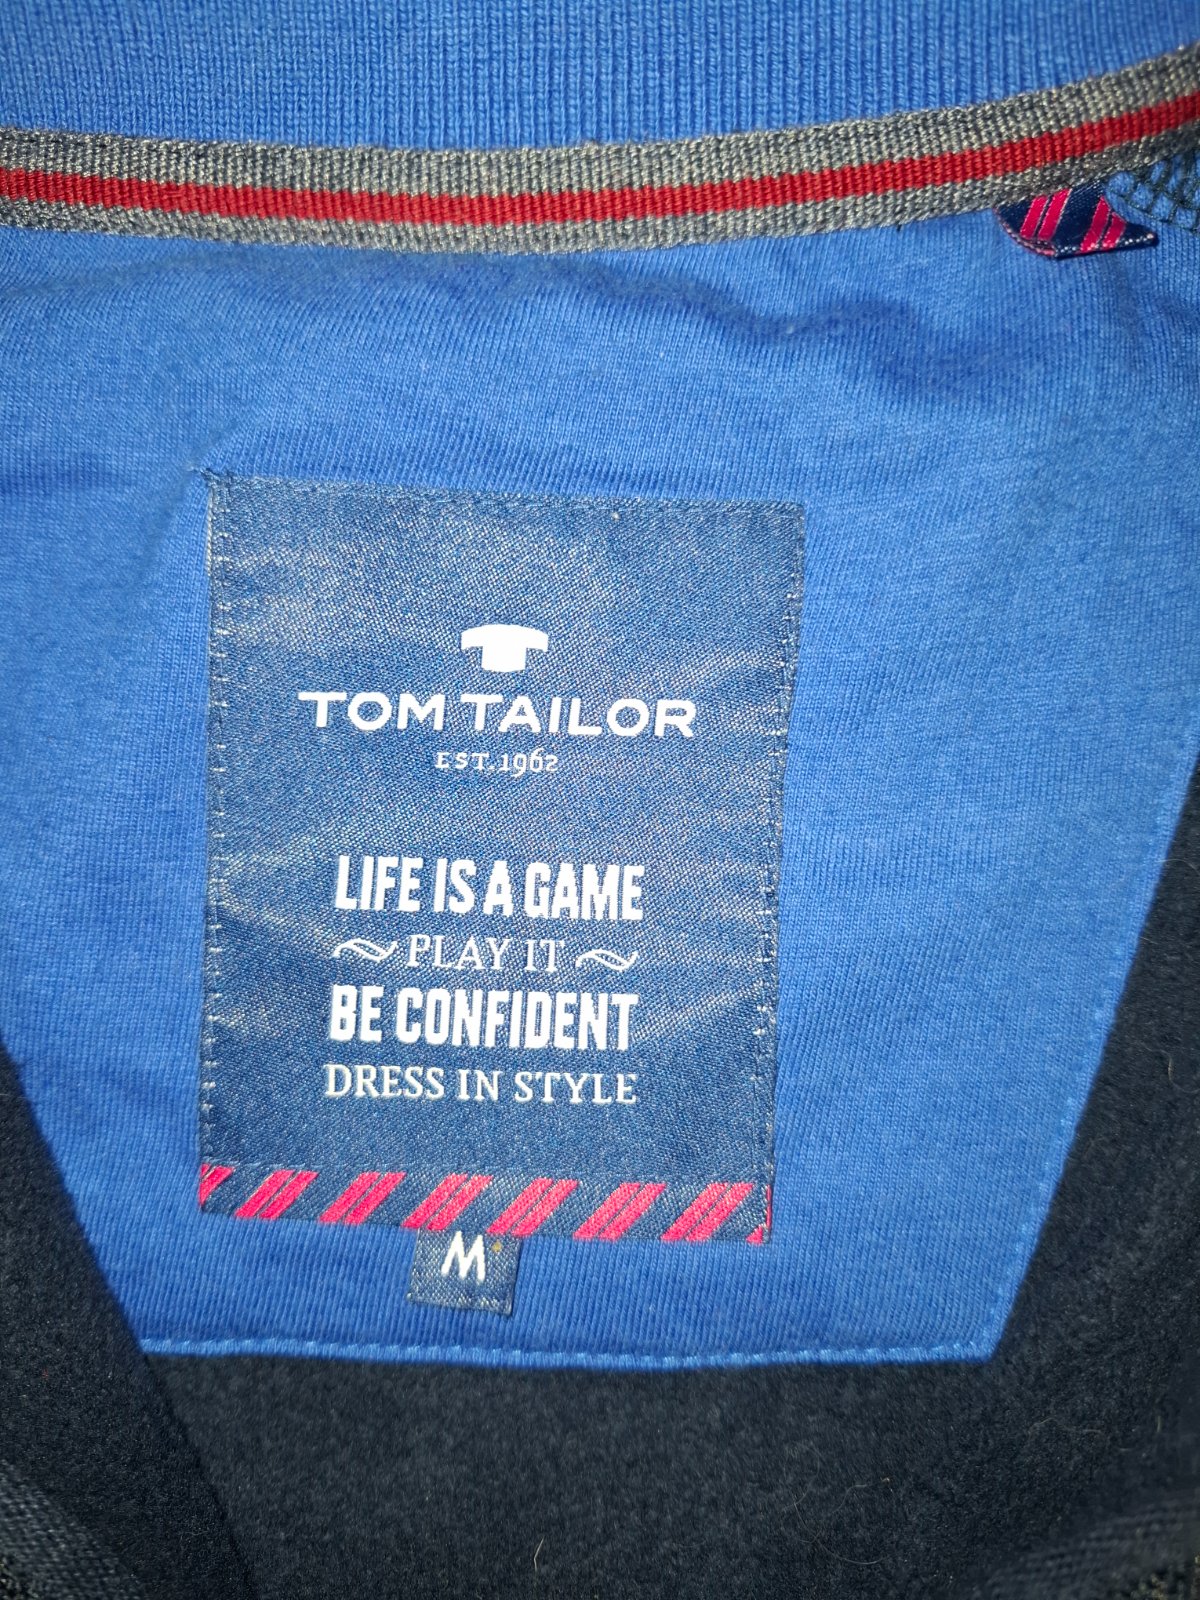 TOM TAILOR
EST. 1962
LIFE IS A GAME
PLAY IT
BE CONFIDENT
DRESS IN STYLE
M